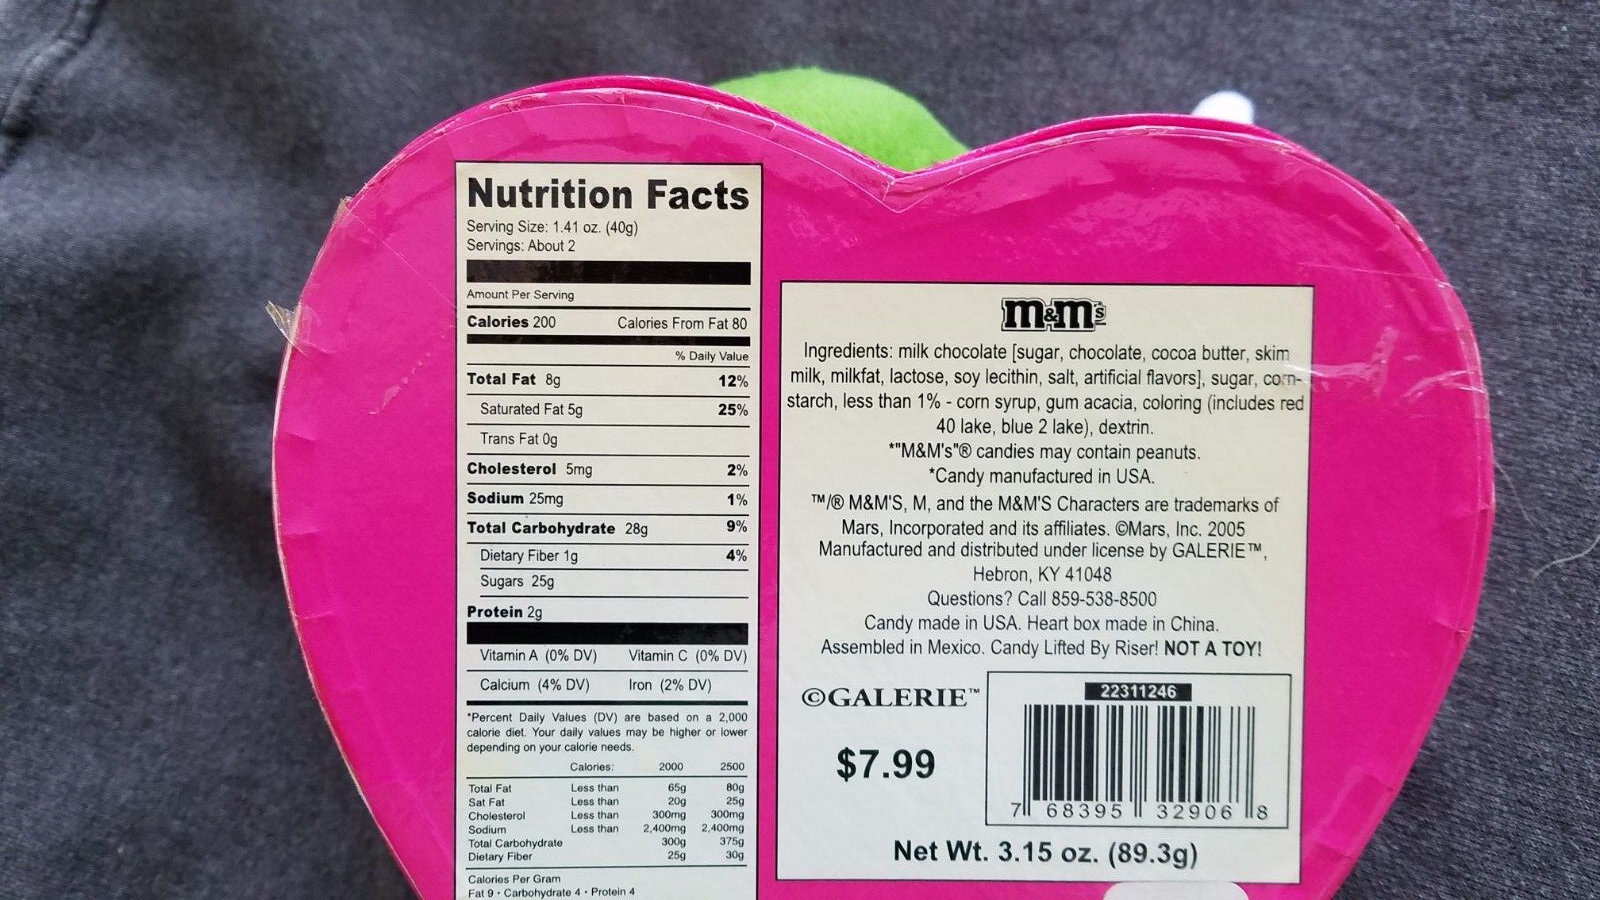 Nutrition Facts
Serving Size: 1.41 oz. (40g)
Servings: About 2
Amount Per Serving
Calories 200 Calories From Fat 80
% Daily Value
Total Fat 8g 12%
Saturated Fat 5g 25%
Trans Fat 0g
Cholesterol 5mg 2%
Sodium 25mg 1%
Total Carbohydrate 28g 9%
Dietary Fiber 1g 4%
Sugars 25g
Protein 2g
Vitamin A (0% DV) Vitamin C (0% DV)
Calcium (4% DV) Iron (2% DV)
*Percent Daily Values (DV) are based on a 2,000
calorie diet. Your daily values may be higher or lower
depending on your calorie needs.
Calories: 2000 2500
Total Fat Less than 65g 80g
Sat Fat Less than 20g 25g
Cholesterol Less than 300mg 300mg
Sodium Less than 2,400mg 2,400mg
Total Carbohydrate 300g 375g
Dietary Fiber 25g 30g
Calories Per Gram
Fat 9 • Carbohydrate 4 • Protein 4
m&m's
Ingredients: milk chocolate [sugar, chocolate, cocoa butter, skim
milk, milkfat, lactose, soy lecithin, salt, artificial flavors], sugar, corn-
starch, less than 1% - corn syrup, gum acacia, coloring (includes red
40 lake, blue 2 lake), dextrin.
*"M&M's"® candies may contain peanuts.
*Candy manufactured in USA.
™/® M&M'S, M, and the M&M'S Characters are trademarks of
Mars, Incorporated and its affiliates. ©Mars, Inc. 2005
Manufactured and distributed under license by GALERIE™,
Hebron, KY 41048
Questions? Call 859-538-8500
Candy made in USA. Heart box made in China.
Assembled in Mexico. Candy Lifted By Riser! NOT A TOY!
©GALERIE™
22311246
$7.99
7 68395 32906 8
Net Wt. 3.15 oz. (89.3g)